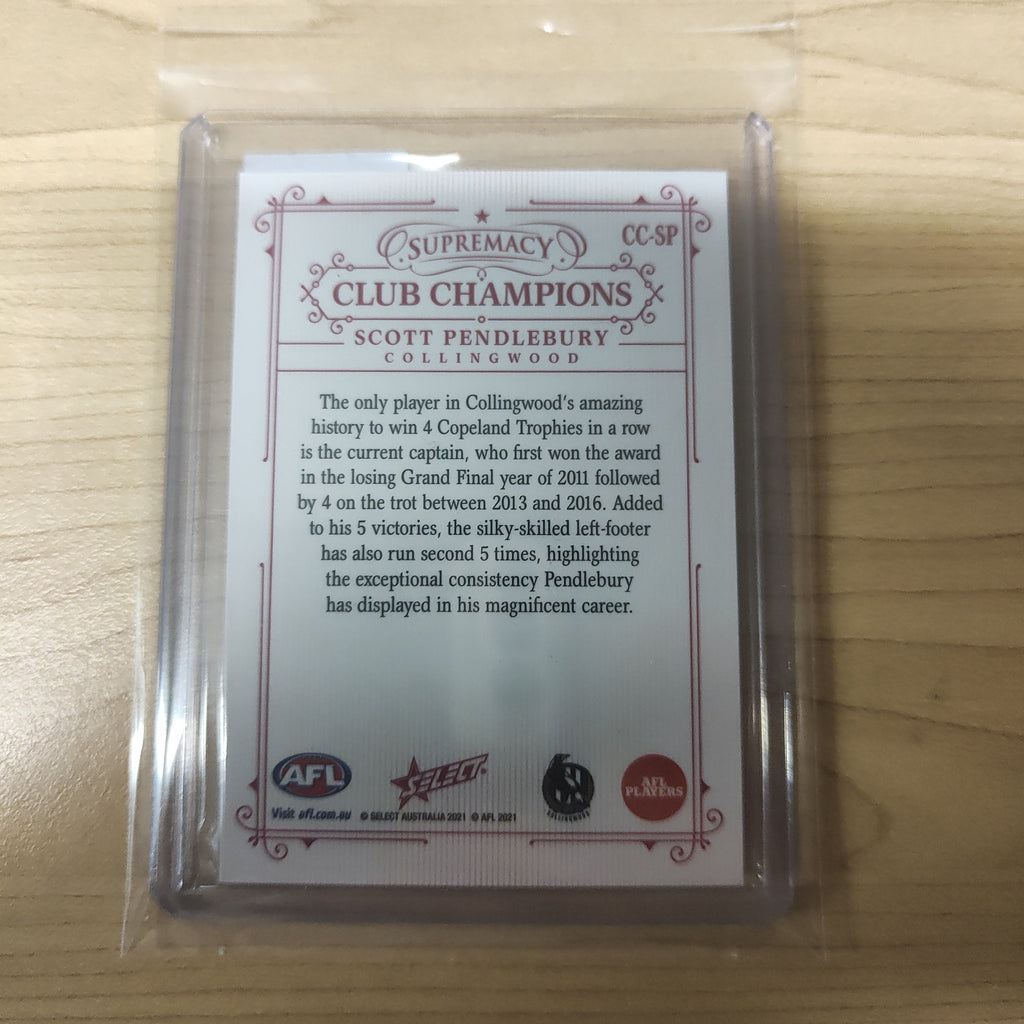 SUPREMACY
CC-SP
CLUB CHAMPIONS
SCOTT PENDLEBURY
COLLINGWOOD
The only player in Collingwood's amazing
history to win 4 Copeland Trophies in a row
is the current captain, who first won the award
in the losing Grand Final year of 2011 followed
by 4 on the trot between 2013 and 2016. Added
to his 5 victories, the silky-skilled left-footer
has also run second 5 times, highlighting
the exceptional consistency Pendlebury
has displayed in his magnificent career.
AFL
SELECT
COLLINGWOOD
AFL
PLAYERS
Visit afl.com.au © SELECT AUSTRALIA 2021 © AFL 2021